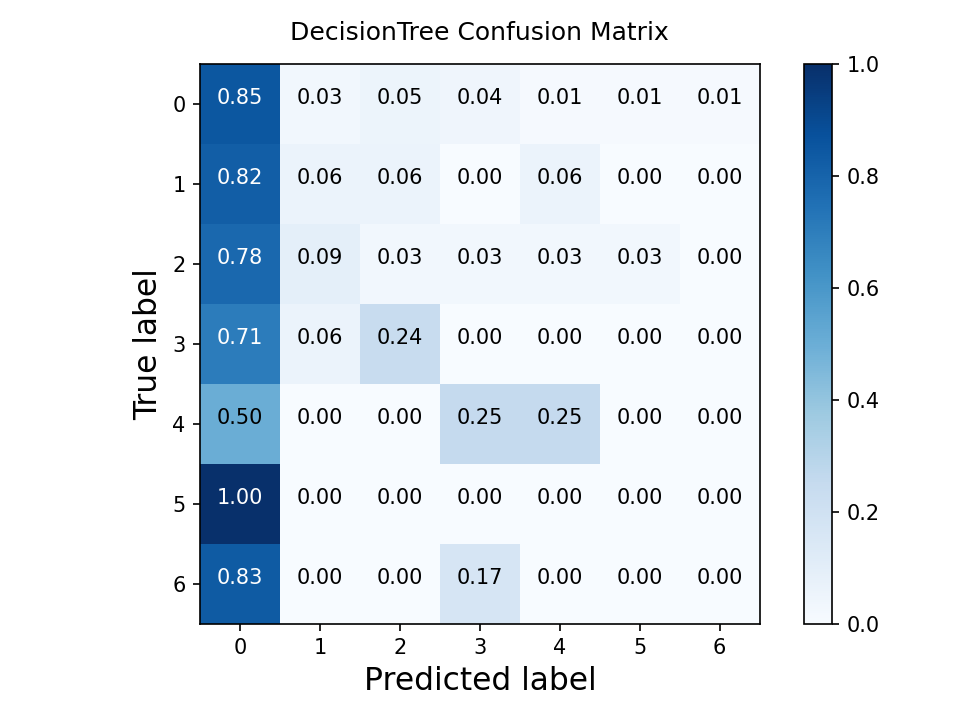 DecisionTree Confusion Matrix
0 0.85 0.03 0.05 0.04 0.01 0.01 0.01
1 0.82 0.06 0.06 0.00 0.06 0.00 0.00
2 0.78 0.09 0.03 0.03 0.03 0.03 0.00
3 0.71 0.06 0.24 0.00 0.00 0.00 0.00
4 0.50 0.00 0.00 0.25 0.25 0.00 0.00
5 1.00 0.00 0.00 0.00 0.00 0.00 0.00
6 0.83 0.00 0.00 0.17 0.00 0.00 0.00
0 1 2 3 4 5 6
Predicted label
True label
1.0
0.8
0.6
0.4
0.2
0.0